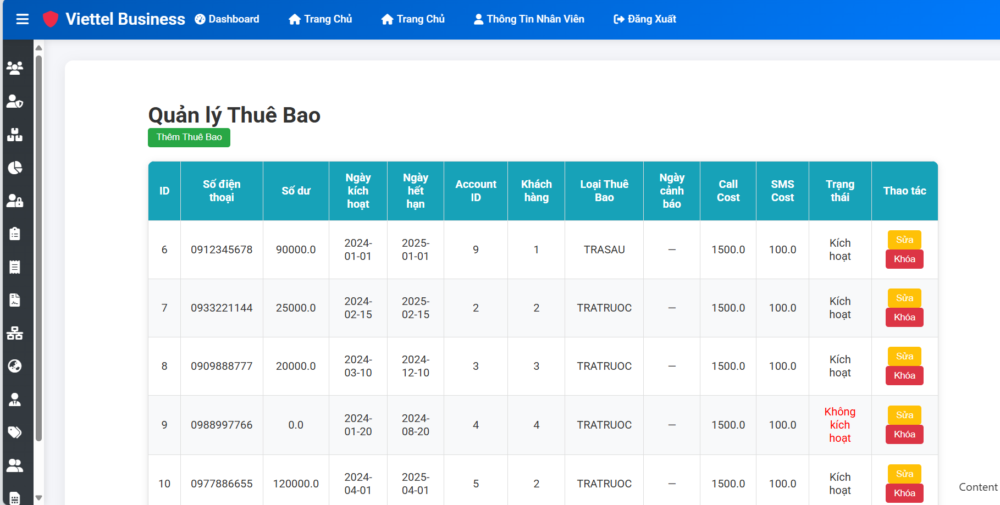 Viettel Business Dashboard Trang Chủ Trang Chủ Thông Tin Nhân Viên Đăng Xuất
Quản lý Thuê Bao
Thêm Thuê Bao
ID Số điện thoại Số dư Ngày kích hoạt Ngày hết hạn Account ID Khách hàng Loại Thuê Bao Ngày cảnh báo Call Cost SMS Cost Trạng thái Thao tác
6 0912345678 90000.0 2024-01-01 2025-01-01 9 1 TRASAU — 1500.0 100.0 Kích hoạt Sửa Khóa
7 0933221144 25000.0 2024-02-15 2025-02-15 2 2 TRATRUOC — 1500.0 100.0 Kích hoạt Sửa Khóa
8 0909888777 20000.0 2024-03-10 2024-12-10 3 3 TRATRUOC — 1500.0 100.0 Kích hoạt Sửa Khóa
9 0988997766 0.0 2024-01-20 2024-08-20 4 4 TRATRUOC — 1500.0 100.0 Không kích hoạt Sửa Khóa
10 0977886655 120000.0 2024-04-01 2025-04-01 5 2 TRATRUOC — 1500.0 100.0 Kích hoạt Sửa Khóa
Content